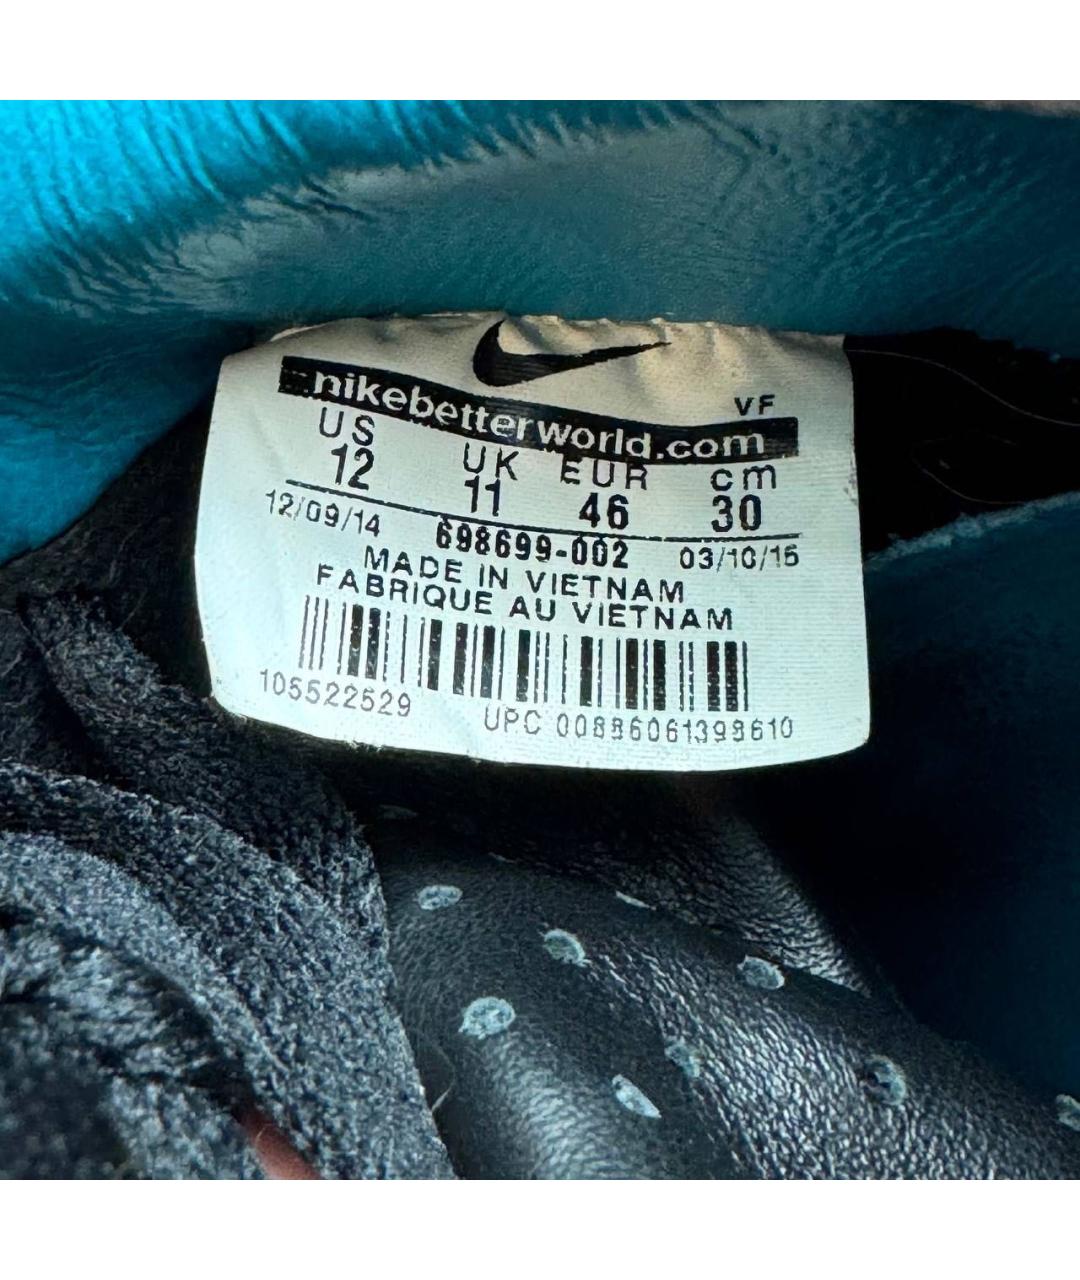 nikebetterworld.com
VF
US UK EUR cm
12 11 46 30
12/09/14 698699-002 03/10/15
MADE IN VIETNAM
FABRIQUE AU VIETNAM
105522529 UPC 00886061398610